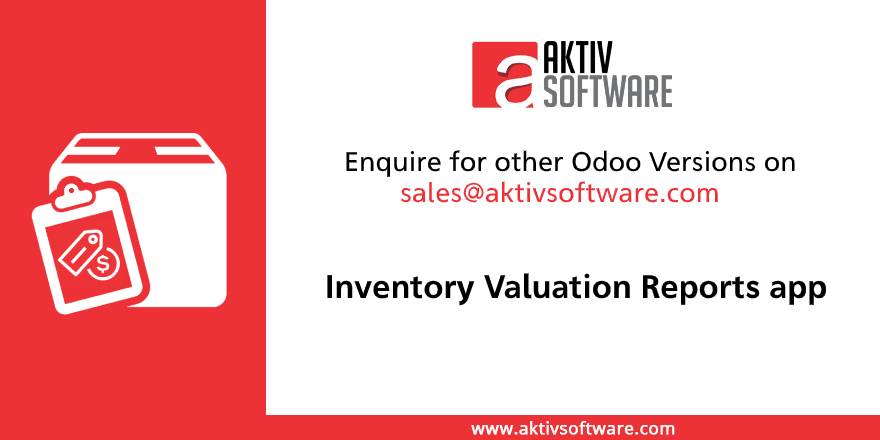 a AKTIV
SOFTWARE
Enquire for other Odoo Versions on
sales@aktivsoftware.com
Inventory Valuation Reports app
$
www.aktivsoftware.com